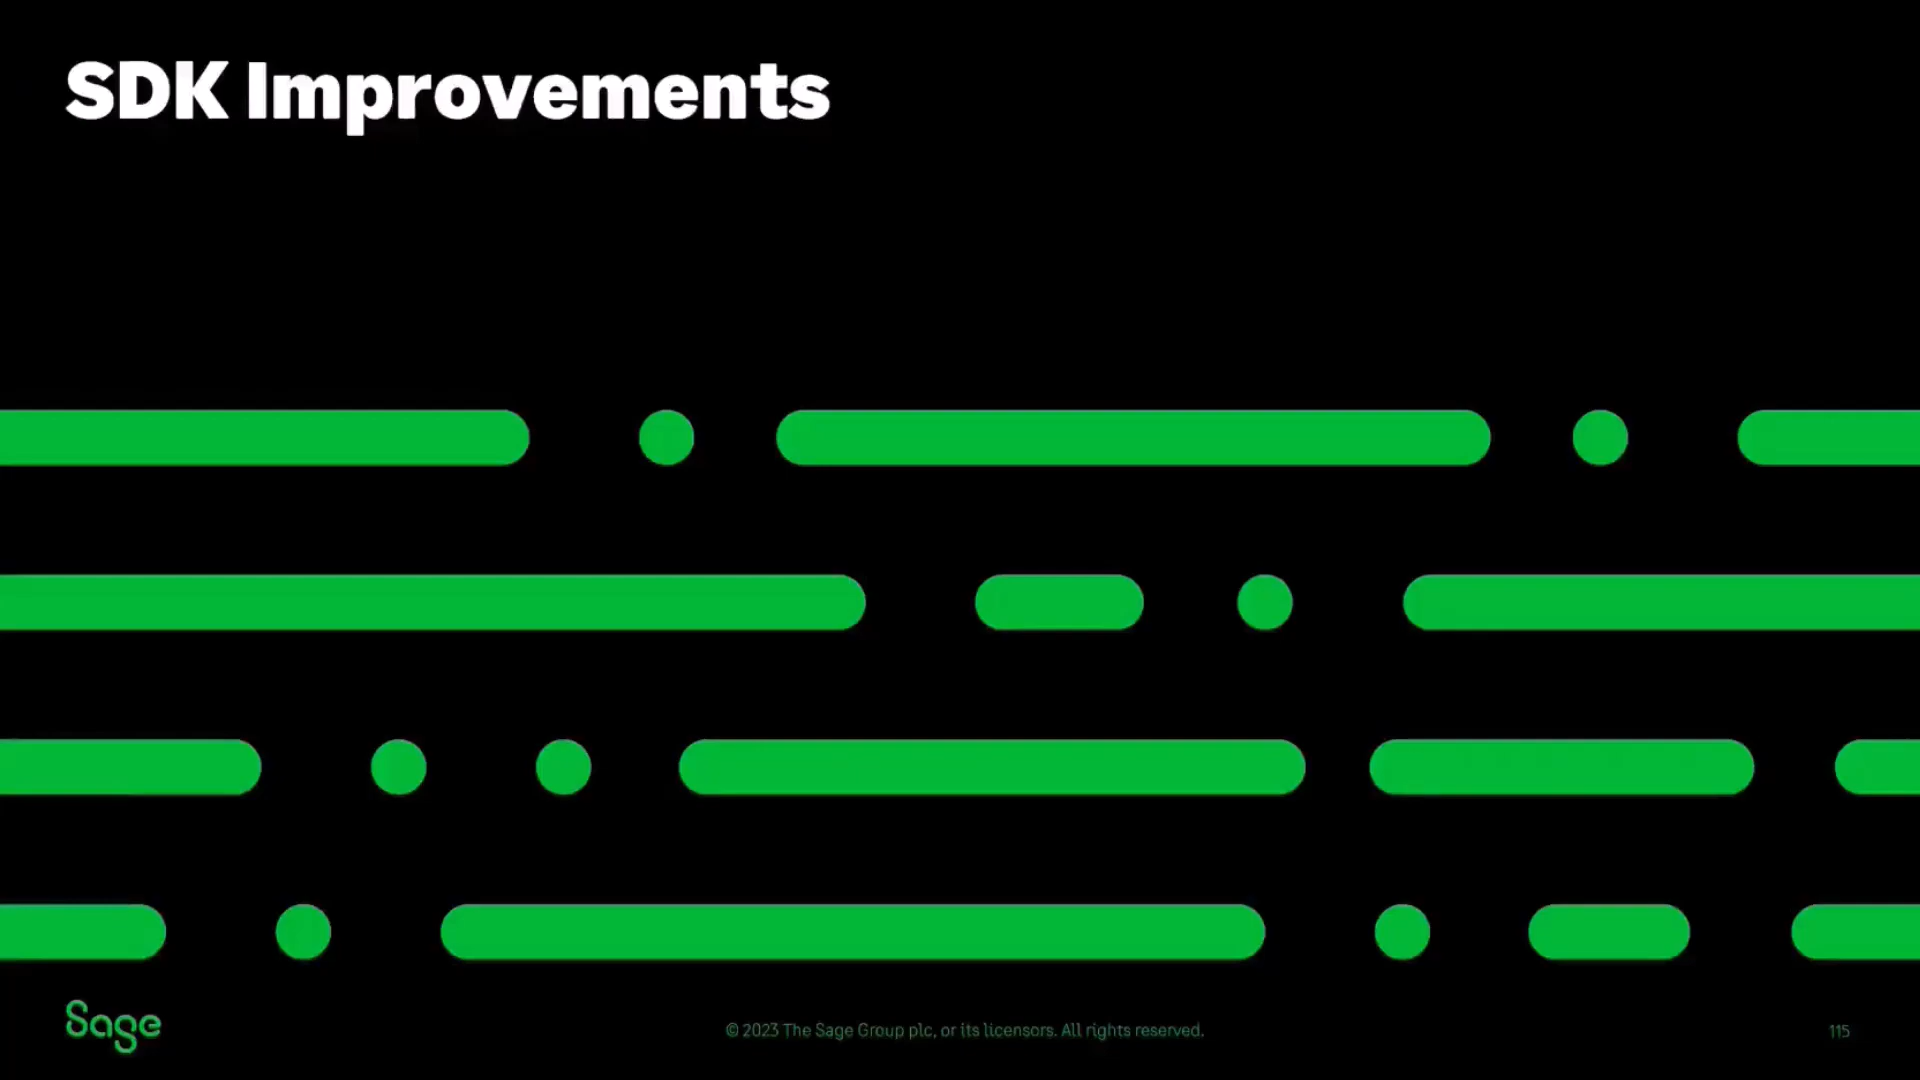 SDK Improvements
Sage
© 2023 The Sage Group plc, or its licensors. All rights reserved.
115